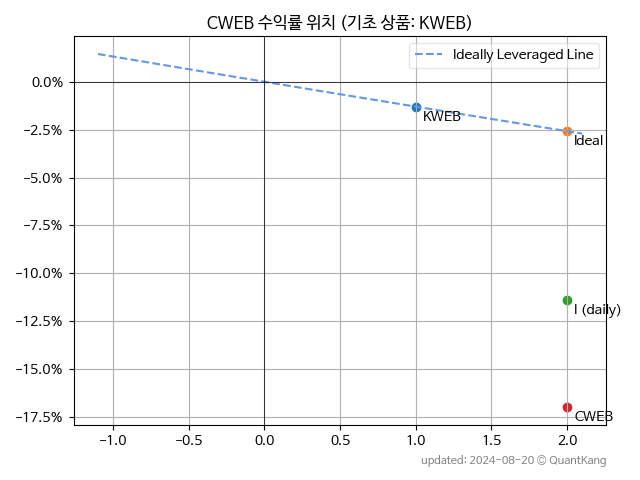 CWEB 수익률 위치 (기초 상품: KWEB)
Ideally Leveraged Line
0.0%
KWEB
−2.5%
Ideal
−5.0%
−7.5%
−10.0%
I (daily)
−12.5%
−15.0%
CWEB
−17.5%
−1.0
−0.5
0.0
0.5
1.0
1.5
2.0
updated: 2024-08-20 © QuantKang